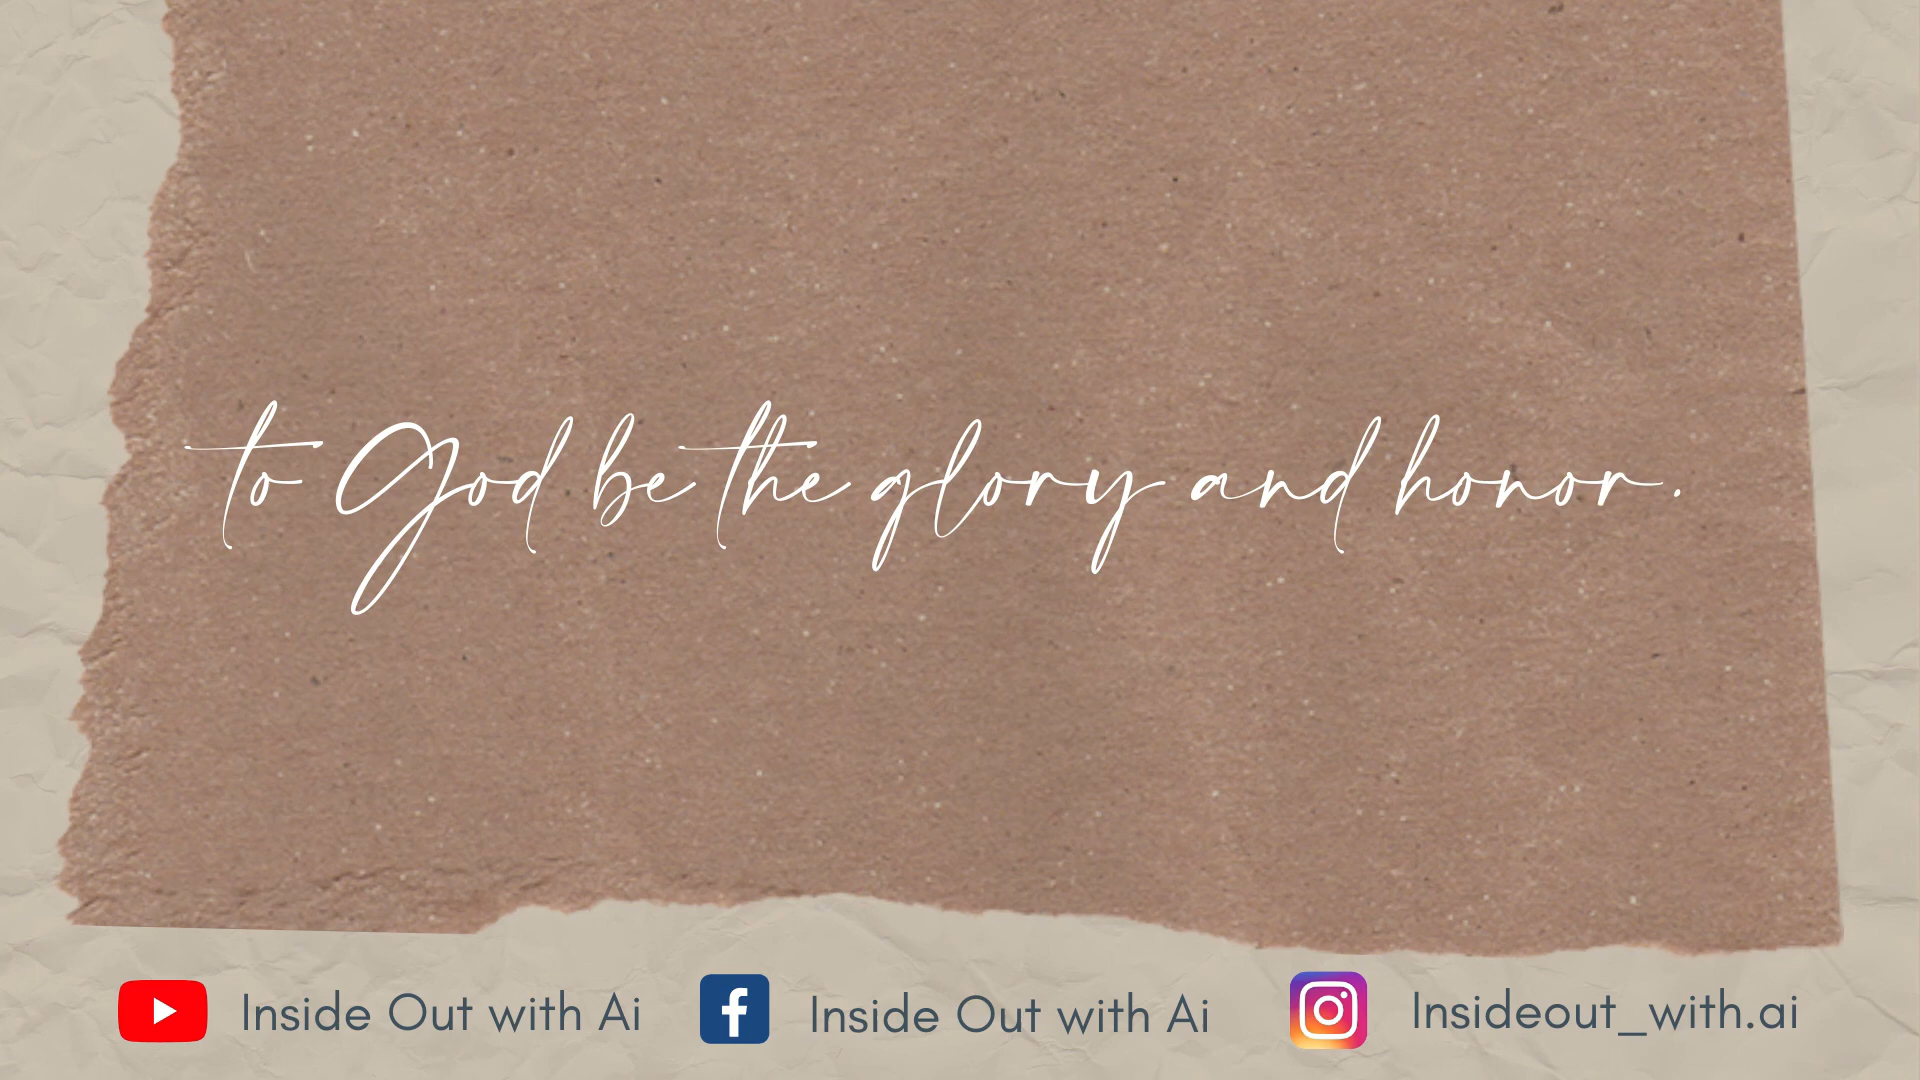 to God be the glory and honor.
Inside Out with Ai
Inside Out with Ai
Insideout_with.ai